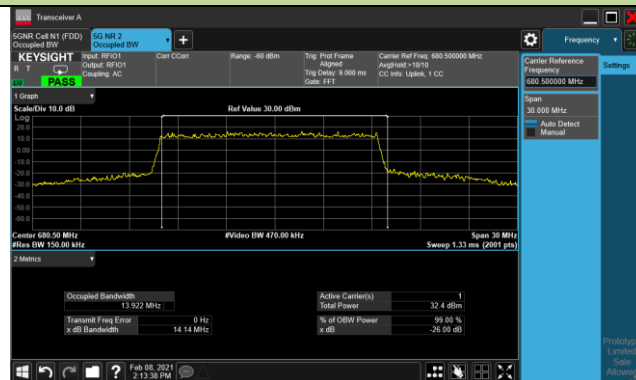 Transceiver A
5GNR Cell N1 (FDD)
Occupied BW
5G NR 2
Occupied BW
Frequency
KEYSIGHT
R T
PASS
Input: RFIO1
Output: RFIO1
Coupling: AC
Corr CCorr
Range: -60 dBm
Trig: Prot Frame
Aligned
Trig Delay: 9.000 ms
Gate: FFT
Carrier Ref Freq: 680.500000 MHz
Avg|Hold:>10/10
CC Info: Uplink, 1 CC
Carrier Reference
Frequency
680.500000 MHz
Settings
Span
30.000 MHz
Auto Detect
Manual
1 Graph
Scale/Div 10.0 dB
Ref Value 30.00 dBm
Log
20.0
10.0
0.00
-10.0
-20.0
-30.0
-40.0
-50.0
-60.0
Center 680.50 MHz
#Video BW 470.00 kHz
Span 30 MHz
#Res BW 150.00 kHz
Sweep 1.33 ms (2001 pts)
2 Metrics
Occupied Bandwidth
13.922 MHz
Active Carrier(s) 1
Total Power 32.4 dBm
Transmit Freq Error 0 Hz
x dB Bandwidth 14.14 MHz
% of OBW Power 99.00 %
x dB -26.00 dB
Feb 08, 2021
2:13:38 PM
Prototyp
Limited
Sale
Allowed